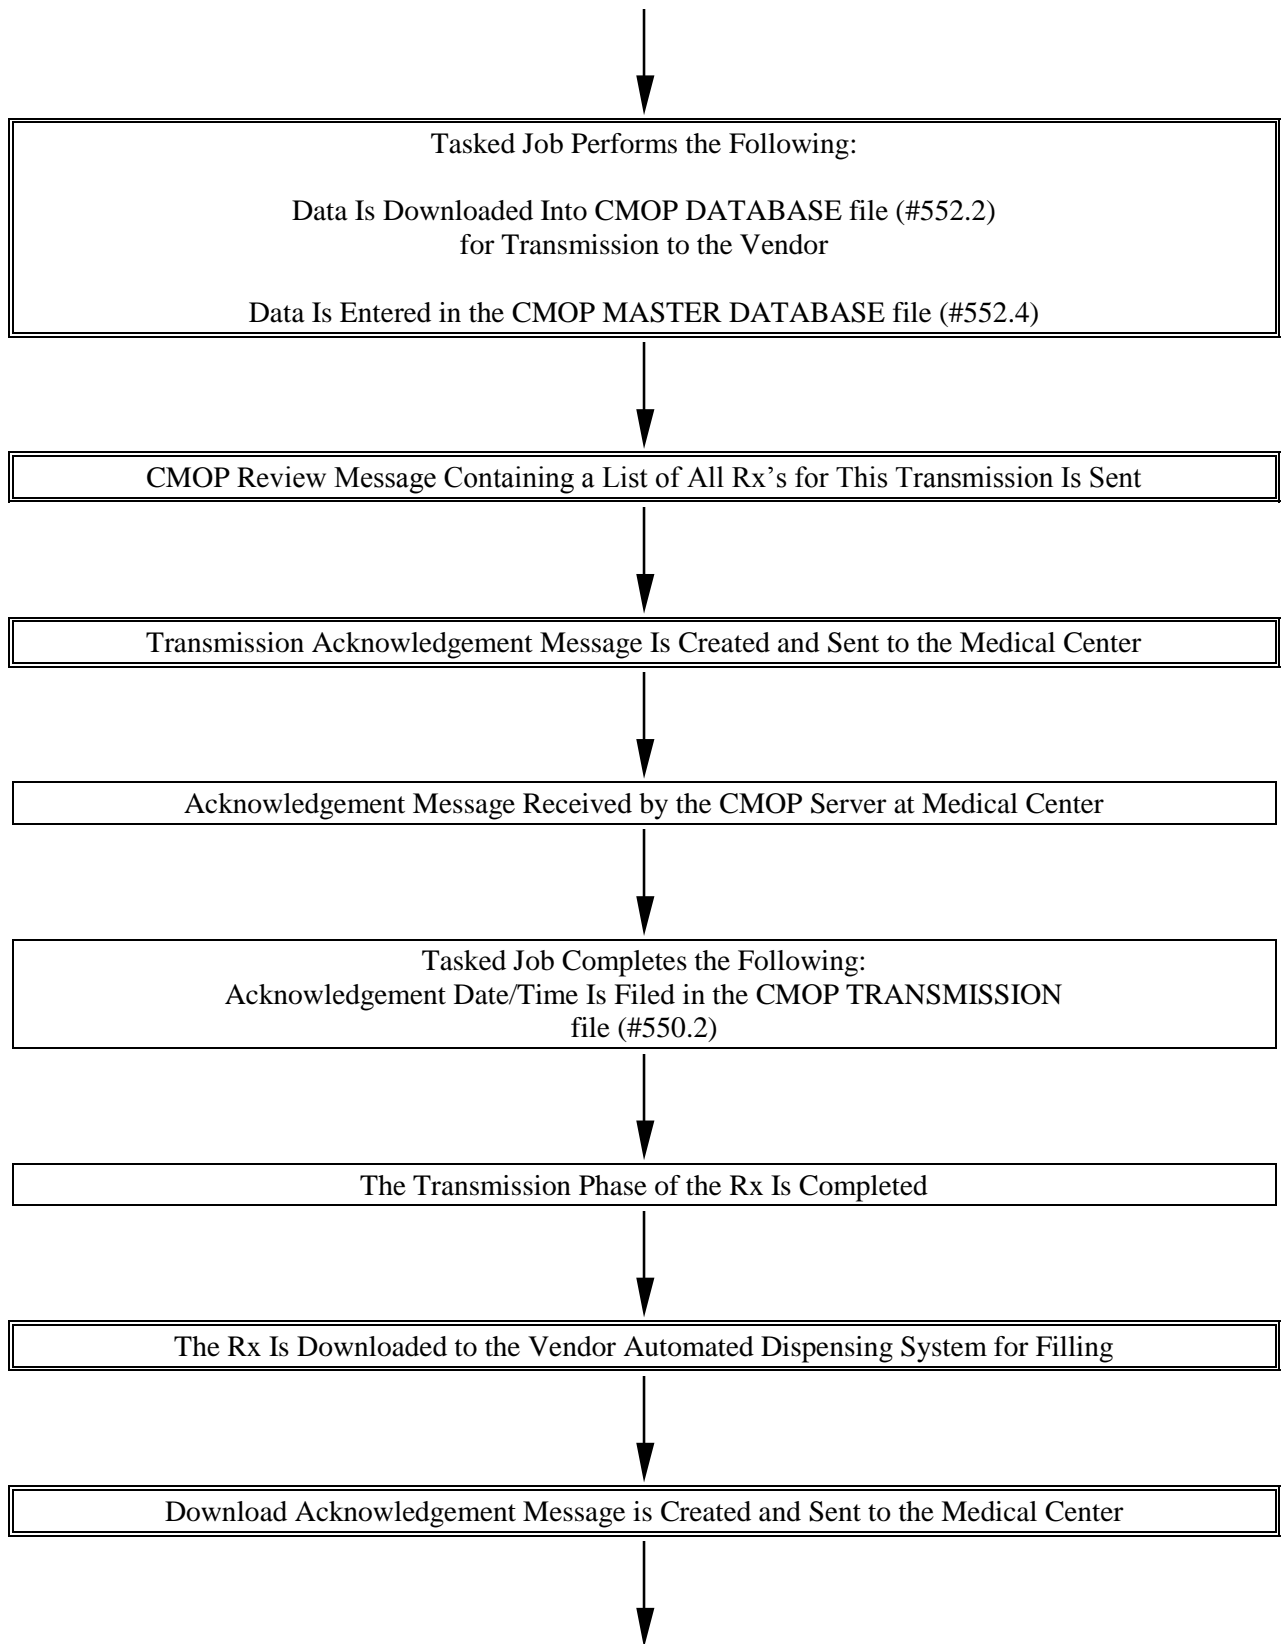 Tasked Job Performs the Following:
Data Is Downloaded Into CMOP DATABASE file (#552.2)
for Transmission to the Vendor
Data Is Entered in the CMOP MASTER DATABASE file (#552.4)
CMOP Review Message Containing a List of All Rx’s for This Transmission Is Sent
Transmission Acknowledgement Message Is Created and Sent to the Medical Center
Acknowledgement Message Received by the CMOP Server at Medical Center
Tasked Job Completes the Following:
Acknowledgement Date/Time Is Filed in the CMOP TRANSMISSION
file (#550.2)
The Transmission Phase of the Rx Is Completed
The Rx Is Downloaded to the Vendor Automated Dispensing System for Filling
Download Acknowledgement Message is Created and Sent to the Medical Center